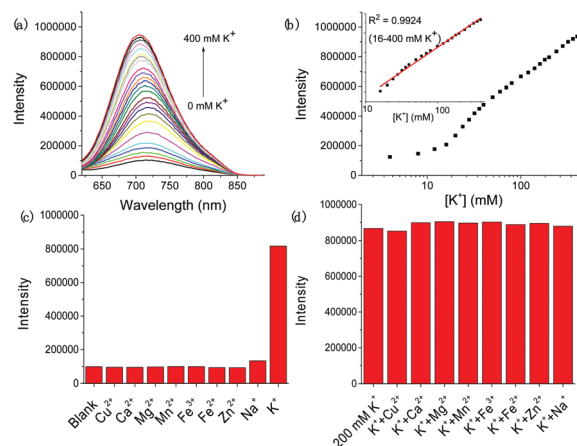 (a)
1000000
800000
600000
400000
200000
0
Intensity
400 mM K⁺
0 mM K⁺
650 700 750 800 850
Wavelength (nm)
(b)
1000000
800000
600000
400000
200000
0
Intensity
R² = 0.9924
(16-400 mM K⁺)
10 100
[K⁺] (mM)
10 100
[K⁺] (mM)
(c)
1000000
800000
600000
400000
200000
0
Intensity
Blank Cu²⁺ Ca²⁺ Mg²⁺ Mn²⁺ Fe³⁺ Fe²⁺ Zn²⁺ Na⁺ K⁺
(d)
1000000
800000
600000
400000
200000
0
Intensity
200 mM K⁺ K⁺+Cu²⁺ K⁺+Ca²⁺ K⁺+Mg²⁺ K⁺+Mn²⁺ K⁺+Fe³⁺ K⁺+Fe²⁺ K⁺+Zn²⁺ K⁺+Na⁺